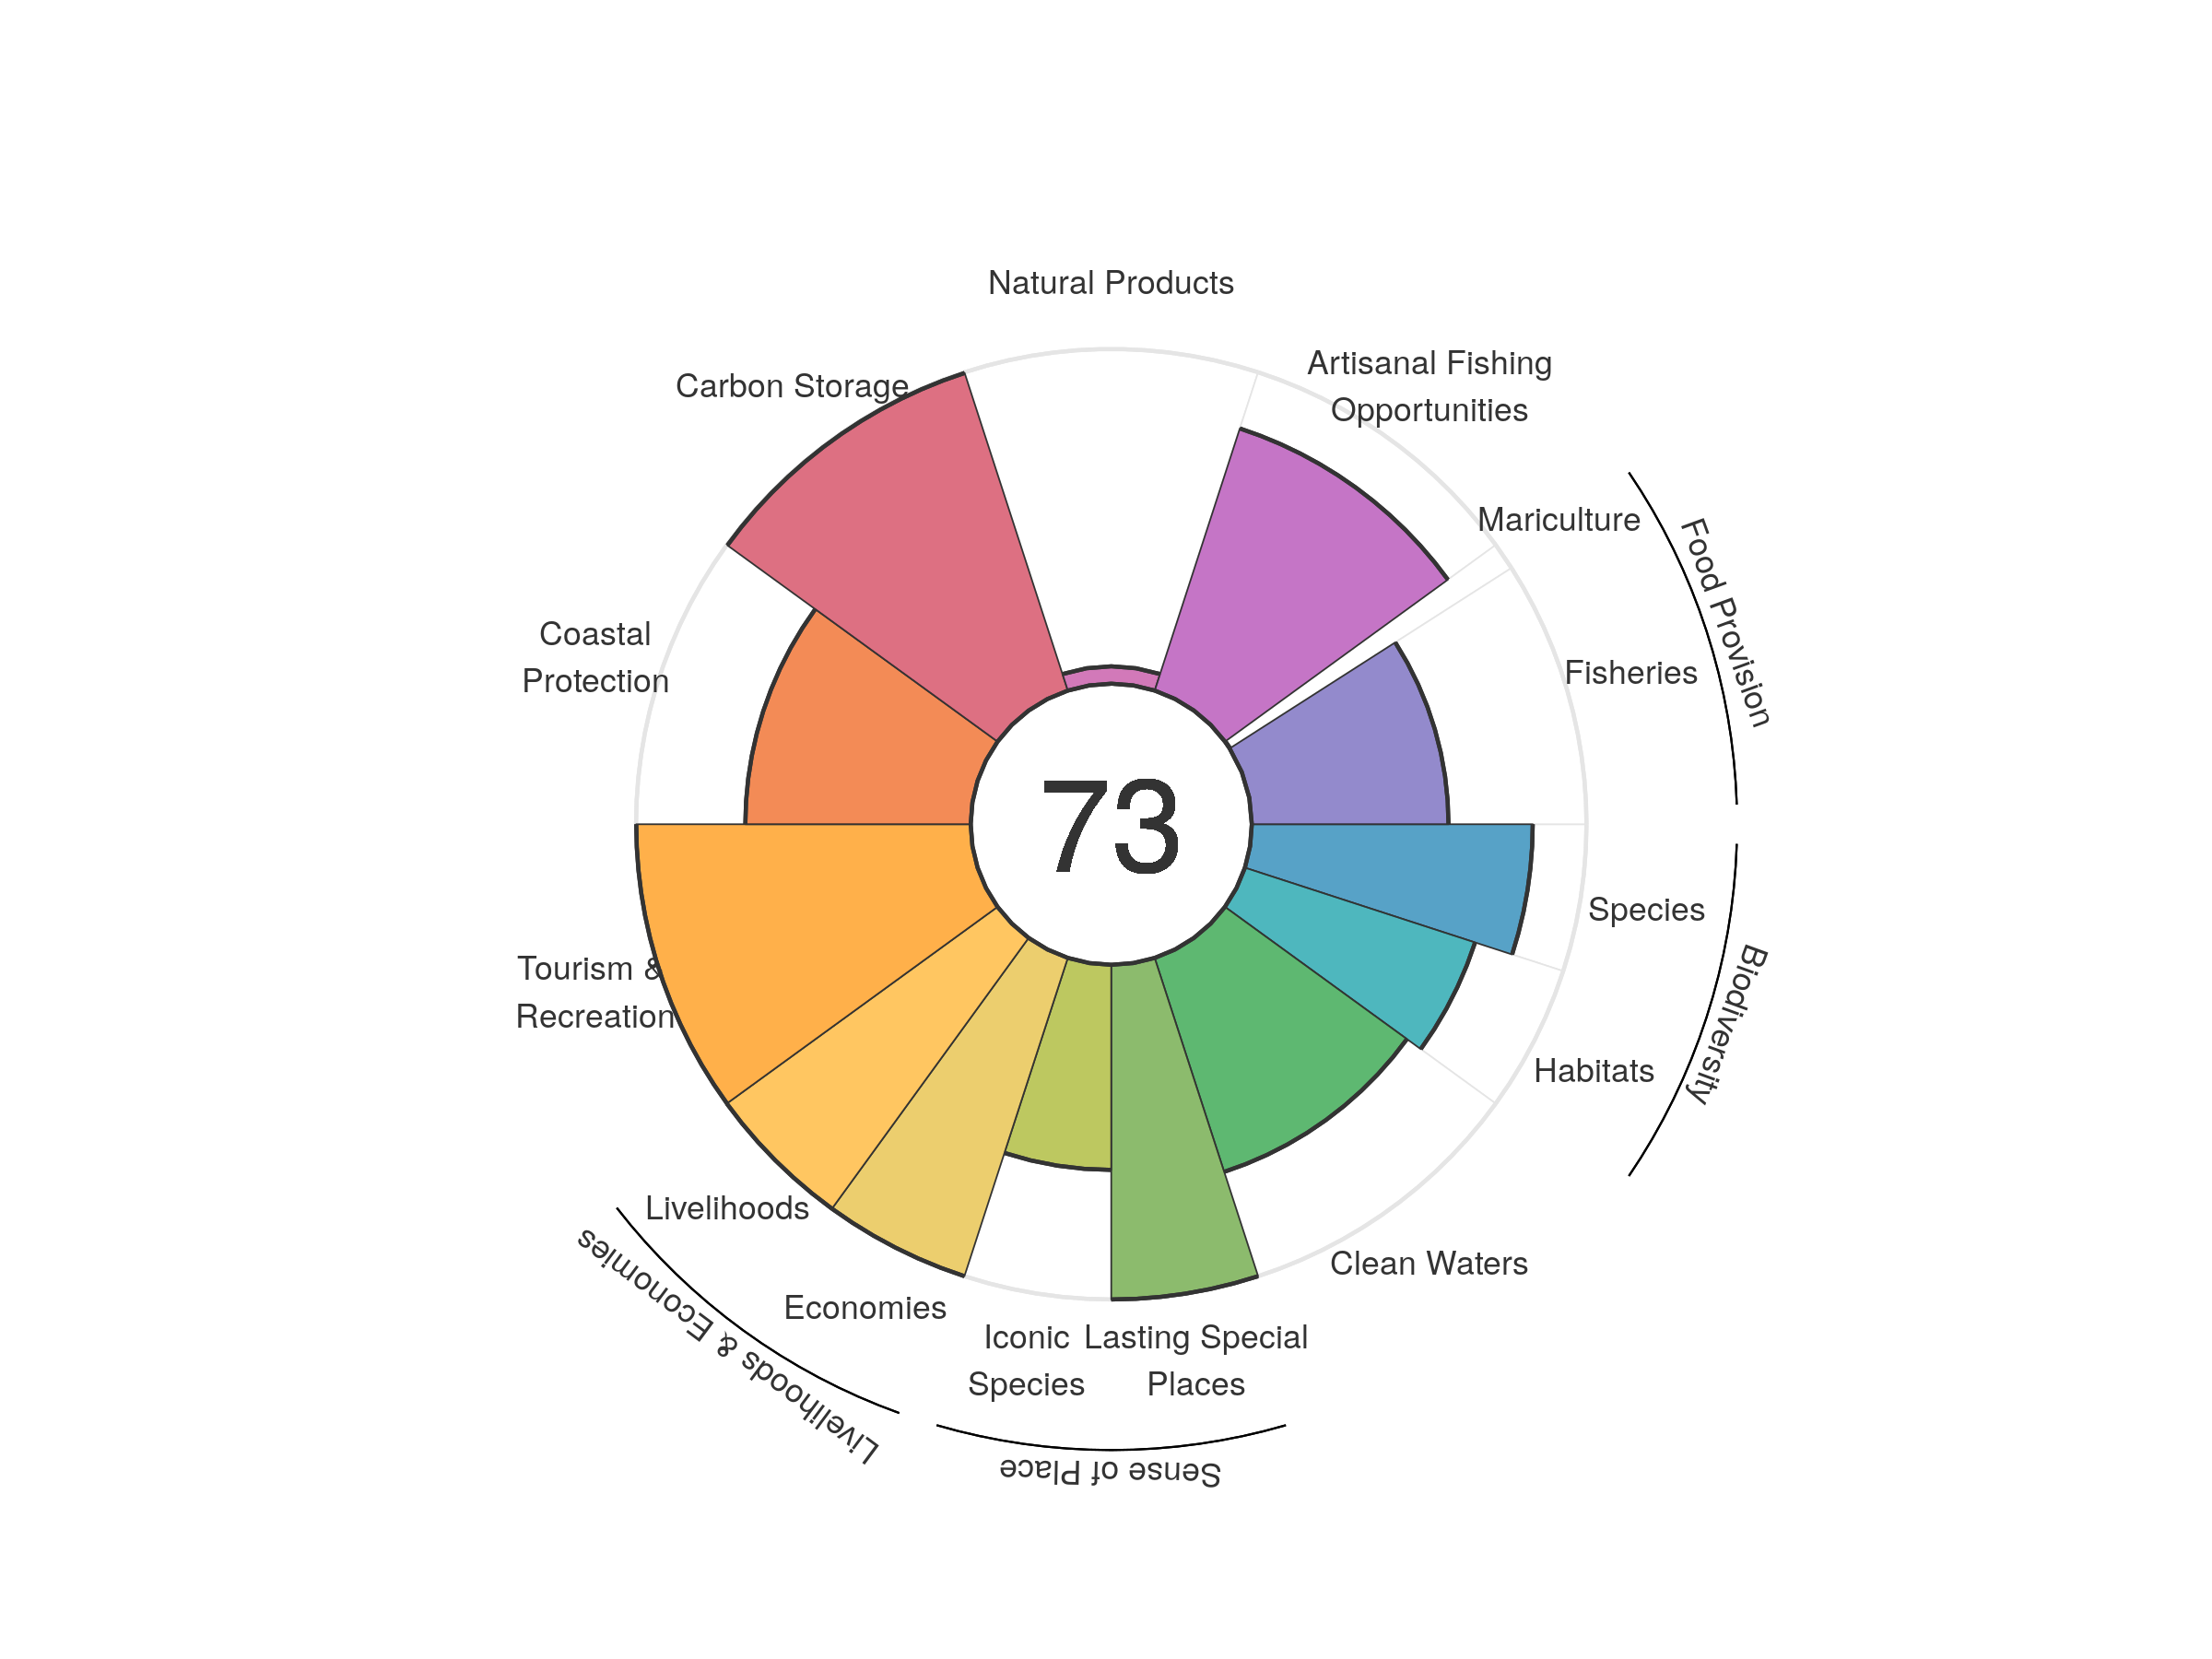 Natural Products
Artisanal Fishing
Opportunities
Carbon Storage
Mariculture
Food Provision
Coastal
Protection
Fisheries
73
Species
Biodiversity
Tourism &
Recreation
Habitats
Livelihoods
Clean Waters
Livelihoods & Economies
Economies
Iconic
Species
Lasting Special
Places
Sense of Place